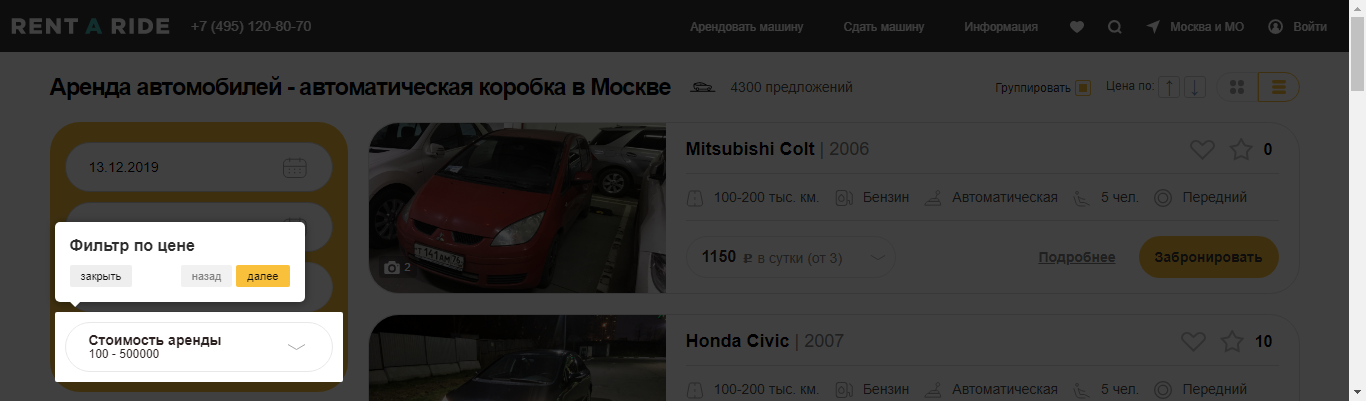 RENT A RIDE +7 (495) 120-80-70 Арендовать машину Сдать машину Информация Москва и МО Войти
Аренда автомобилей - автоматическая коробка в Москве 4300 предложений Группировать Цена по:
13.12.2019
Фильтр по цене
закрыть назад далее
Стоимость аренды
100 - 500000
Mitsubishi Colt | 2006 0
100-200 тыс. км. Бензин Автоматическая 5 чел. Передний
2
1150 ₽ в сутки (от 3) Подробнее Забронировать
Honda Civic | 2007 10
100-200 тыс. км. Бензин Автоматическая 5 чел. Передний